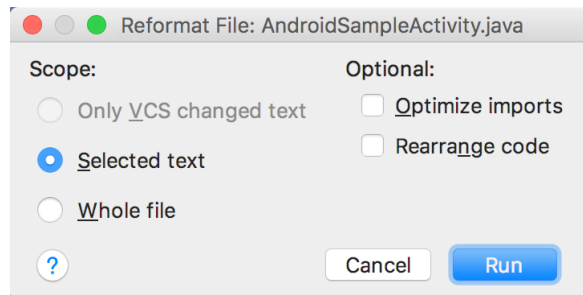 Reformat File: AndroidSampleActivity.java
Scope:
Only VCS changed text
Selected text
Whole file
Optional:
Optimize imports
Rearrange code
?
Cancel
Run